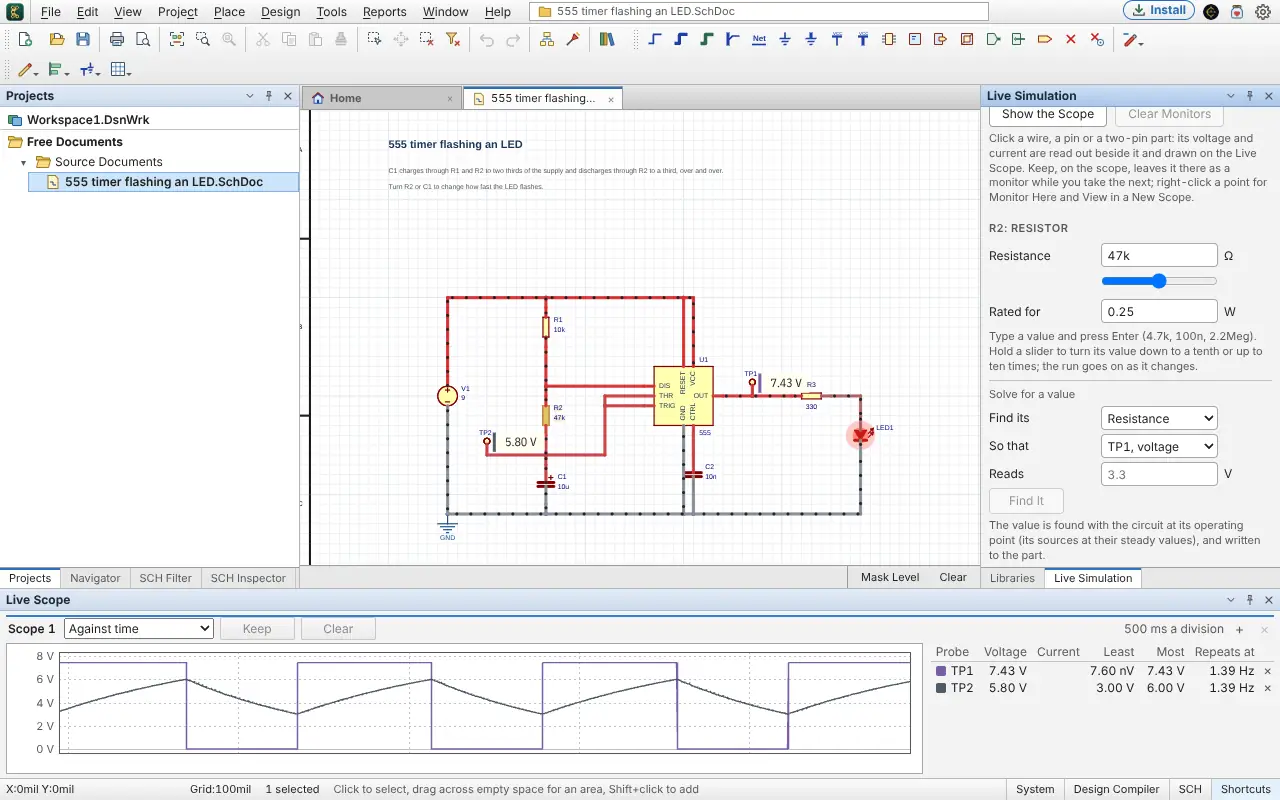 File Edit View Project Place Design Tools Reports Window Help
555 timer flashing an LED.SchDoc
Install
Net
Projects
Workspace1.DsnWrk
Free Documents
Source Documents
555 timer flashing an LED.SchDoc
Projects Navigator SCH Filter SCH Inspector
Home
555 timer flashing...
555 timer flashing an LED
C1 charges through R1 and R2 to two thirds of the supply and discharges through R2 to a third, over and over.
Turn R2 or C1 to change how fast the LED flashes.
R1
10k
U1
TP1
7.43 V
R3
330
DIS
THR
TRIG
RESET
VCC
OUT
GND
CTRL
555
V1
9
R2
47k
TP2
5.80 V
LED1
C1
10u
C2
10n
GND
Mask Level Clear
Live Simulation
Show the Scope Clear Monitors
Click a wire, a pin or a two-pin part: its voltage and
current are read out beside it and drawn on the Live
Scope. Keep, on the scope, leaves it there as a
monitor while you take the next; right-click a point for
Monitor Here and View in a New Scope.
R2: RESISTOR
Resistance 47k Ω
Rated for 0.25 W
Type a value and press Enter (4.7k, 100n, 2.2Meg).
Hold a slider to turn its value down to a tenth or up to
ten times; the run goes on as it changes.
Solve for a value
Find its Resistance
So that TP1, voltage
Reads 3.3 V
Find It
The value is found with the circuit at its operating
point (its sources at their steady values), and written
to the part.
Libraries Live Simulation
Live Scope
Scope 1 Against time Keep Clear
500 ms a division +
8 V
6 V
4 V
2 V
0 V
Probe Voltage Current Least Most Repeats at
TP1 7.43 V 7.60 nV 7.43 V 1.39 Hz
TP2 5.80 V 3.00 V 6.00 V 1.39 Hz
X:0mil Y:0mil Grid:100mil 1 selected Click to select, drag across empty space for an area, Shift+click to add
System Design Compiler SCH Shortcuts